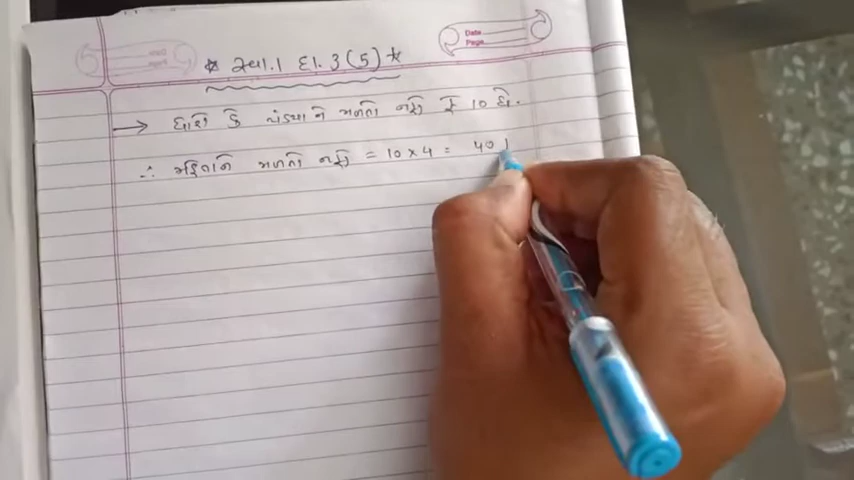 Date
Page
* સ્વા.1 દા.3(5) *
→ ધારો કે પંડ્યાને મળતો નફો રૂ 10 છે.
∴ મહેતાને મળતો નફો = 10 × 4 = 40